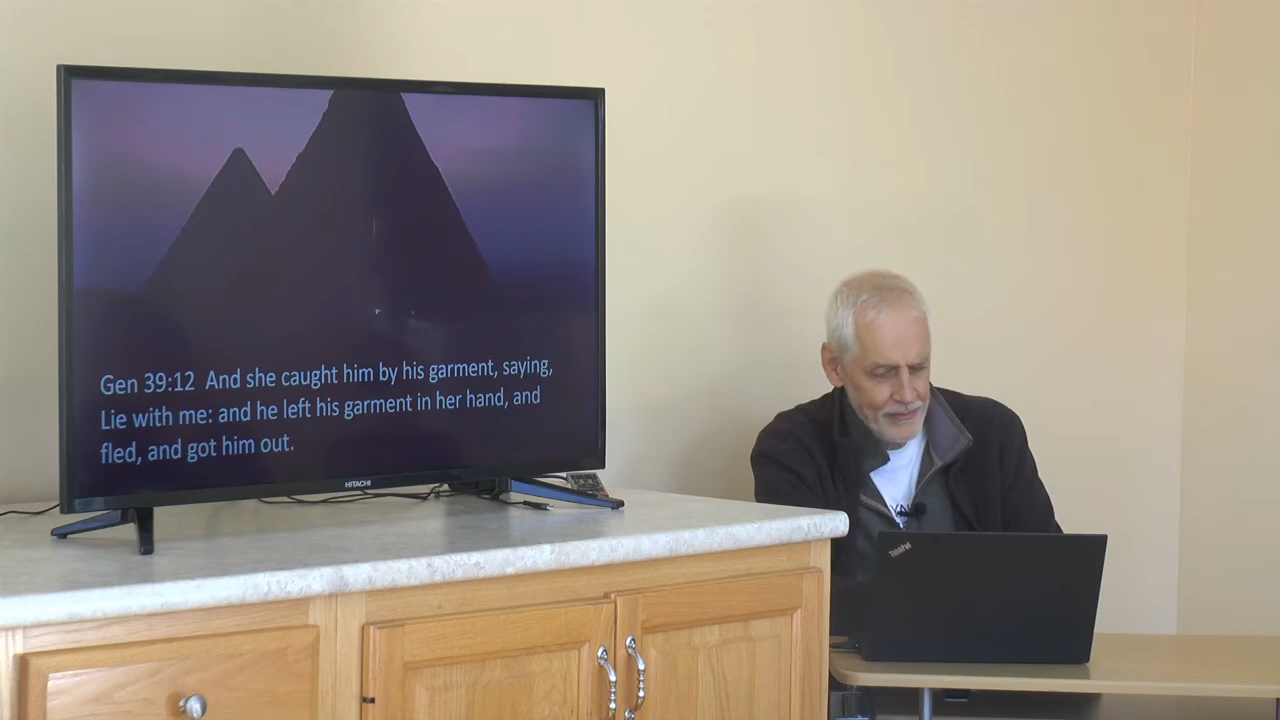 Gen 39:12  And she caught him by his garment, saying,
Lie with me: and he left his garment in her hand, and
fled, and got him out.
HITACHI
ThinkPad